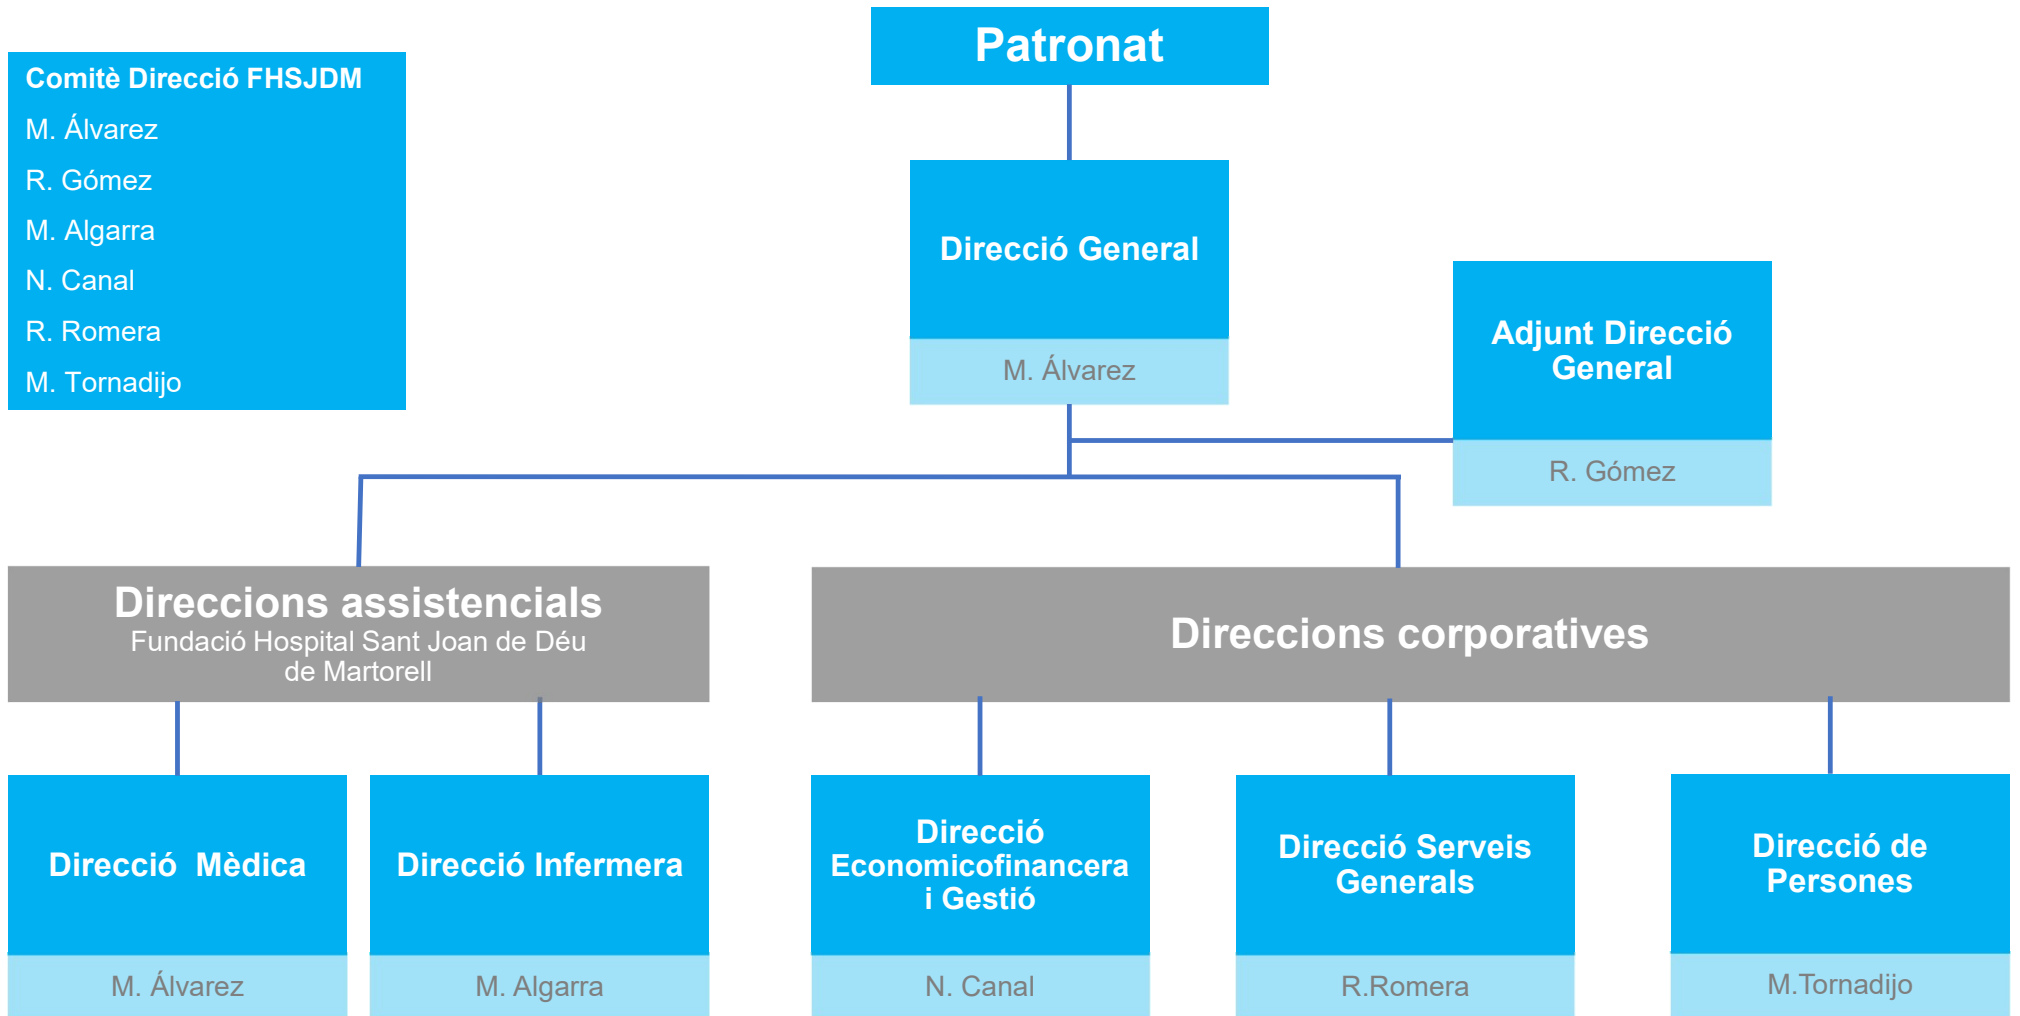 Patronat
Comitè Direcció FHSJDM
M. Álvarez
R. Gómez
M. Algarra
N. Canal
R. Romera
M. Tornadijo
Direcció General
M. Álvarez
Adjunt Direcció
General
R. Gómez
Direccions assistencials
Fundació Hospital Sant Joan de Déu
de Martorell
Direccions corporatives
Direcció Mèdica
M. Álvarez
Direcció Infermera
M. Algarra
Direcció
Economicofinancera
i Gestió
N. Canal
Direcció Serveis
Generals
R.Romera
Direcció de
Persones
M.Tornadijo